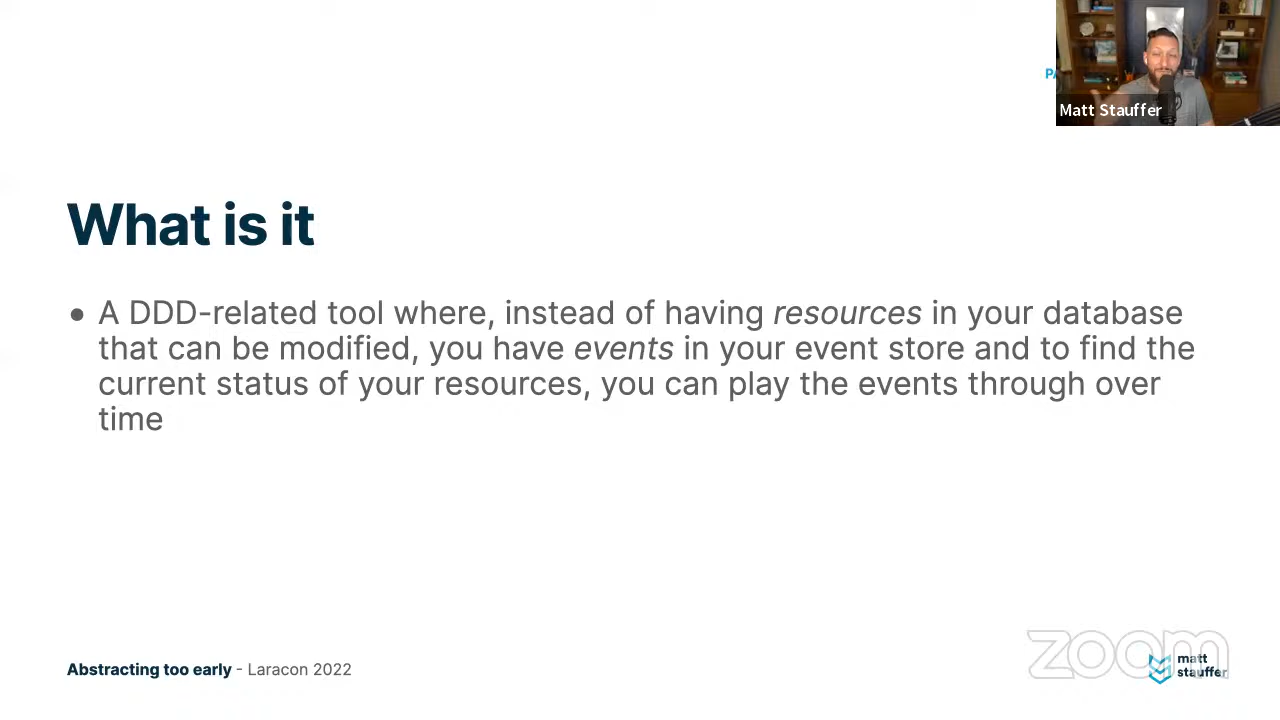 PA
Matt Stauffer
What is it
• A DDD-related tool where, instead of having resources in your database
that can be modified, you have events in your event store and to find the
current status of your resources, you can play the events through over
time
Abstracting too early - Laracon 2022
zoom
matt
stauffer